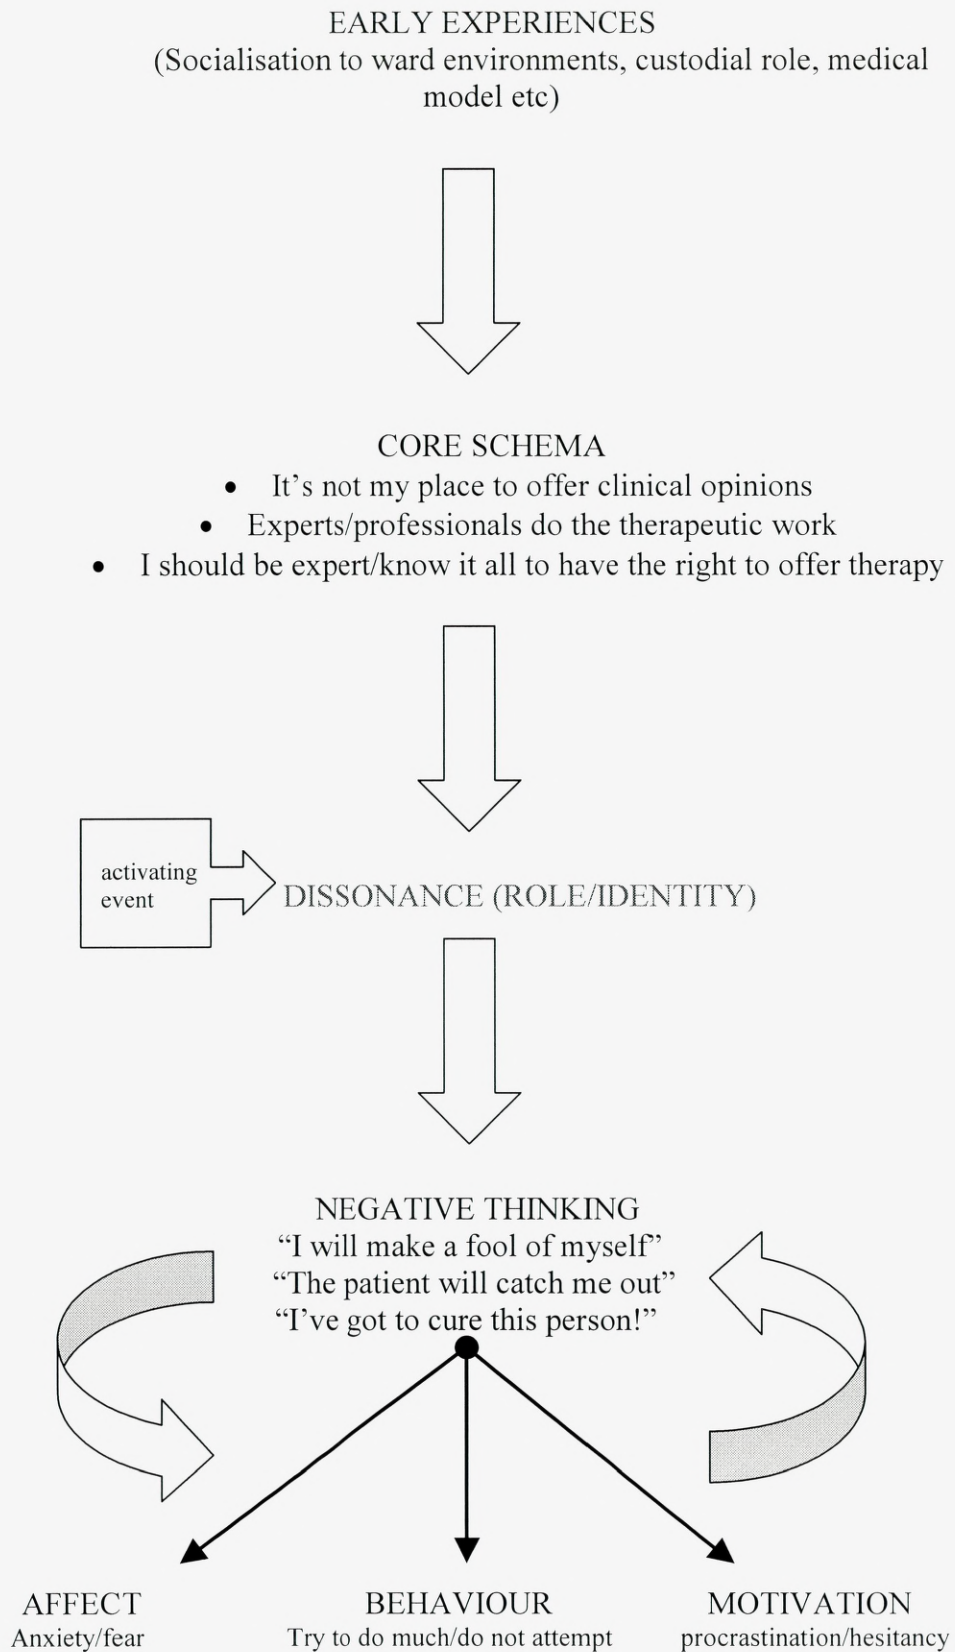 EARLY EXPERIENCES
(Socialisation to ward environments, custodial role, medical
model etc)
CORE SCHEMA
• It’s not my place to offer clinical opinions
• Experts/professionals do the therapeutic work
• I should be expert/know it all to have the right to offer therapy
activating
event
DISSONANCE (ROLE/IDENTITY)
NEGATIVE THINKING
“I will make a fool of myself”
“The patient will catch me out”
“I’ve got to cure this person!”
AFFECT
Anxiety/fear
BEHAVIOUR
Try to do much/do not attempt
MOTIVATION
procrastination/hesitancy